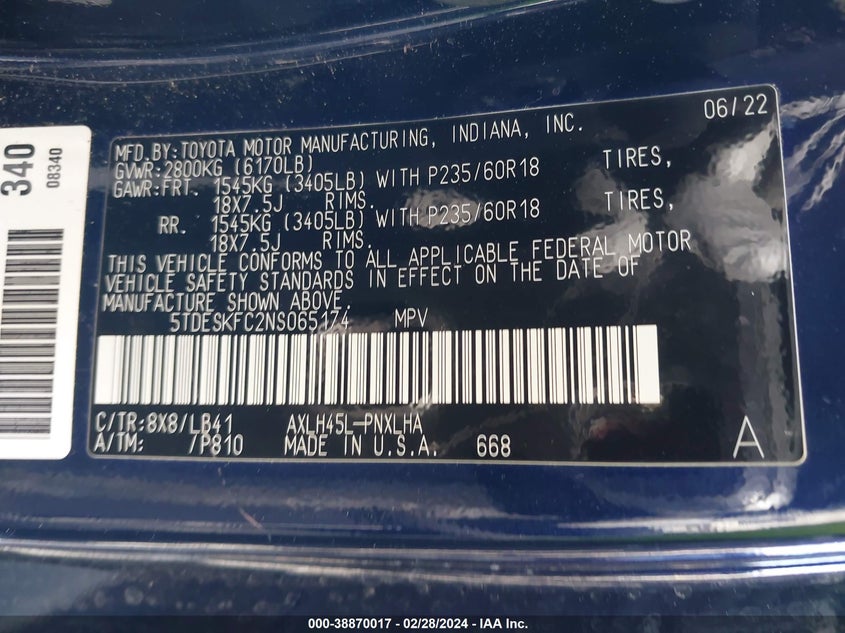 340
08340
06/22
MFD.BY:TOYOTA MOTOR MANUFACTURING, INDIANA, INC.
GVWR:2800KG (6170LB)
GAWR:FRT. 1545KG (3405LB) WITH P235/60R18 TIRES,
18X7.5J RIMS.
RR. 1545KG (3405LB) WITH P235/60R18 TIRES,
18X7.5J RIMS.
THIS VEHICLE CONFORMS TO ALL APPLICABLE FEDERAL MOTOR
VEHICLE SAFETY STANDARDS IN EFFECT ON THE DATE OF
MANUFACTURE SHOWN ABOVE.
5TDESKFC2NS065174 MPV
C/TR:8X8/LB41 AXLH45L-PNXLHA
A/TM: /P810 MADE IN U.S.A. 668 A
000-38870017 - 02/28/2024 - IAA Inc.